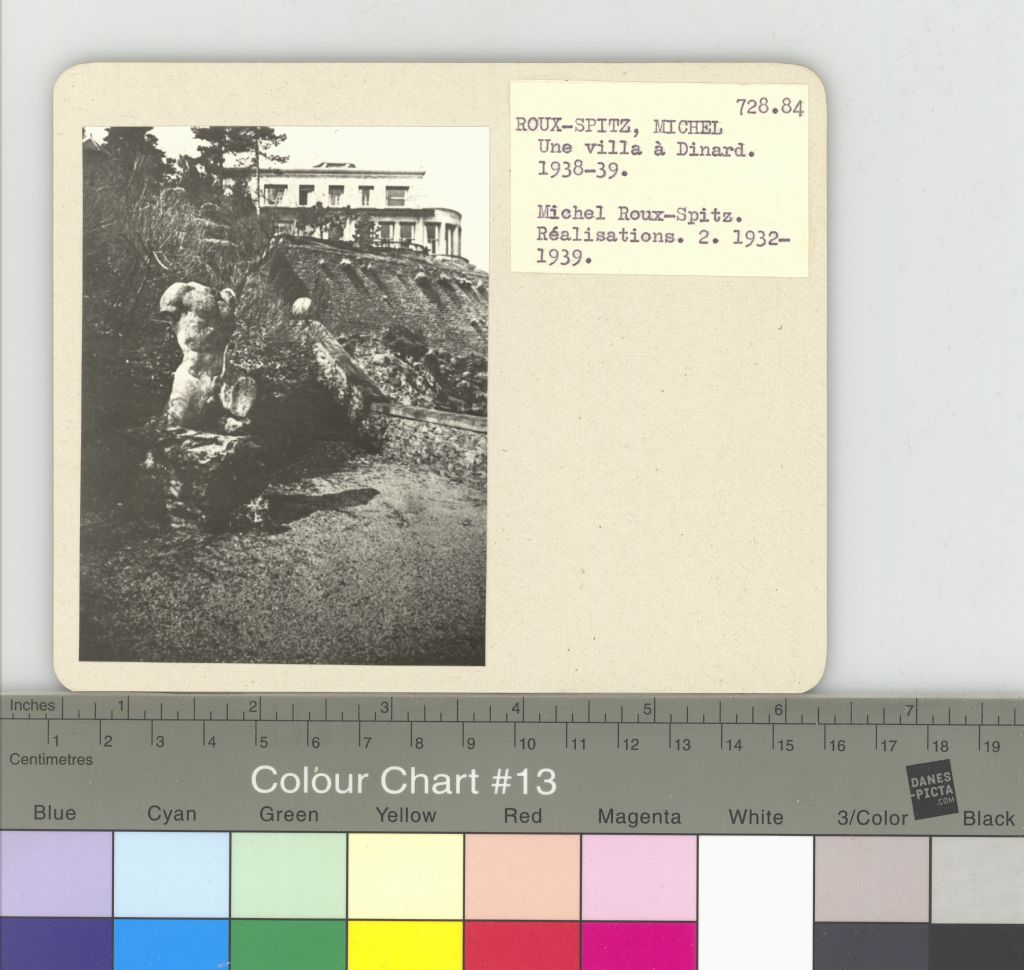 728.84
ROUX-SPITZ, MICHEL
Une villa à Dinard.
1938-39.
Michel Roux-Spitz.
Réalisations. 2. 1932-
1939.
Inches 1 2 3 4 5 6 7
1 2 3 4 5 6 7 8 9 10 11 12 13 14 15 16 17 18 19
Centimetres
Colour Chart #13
DANES
-PICTA
.COM
Blue Cyan Green Yellow Red Magenta White 3/Color Black